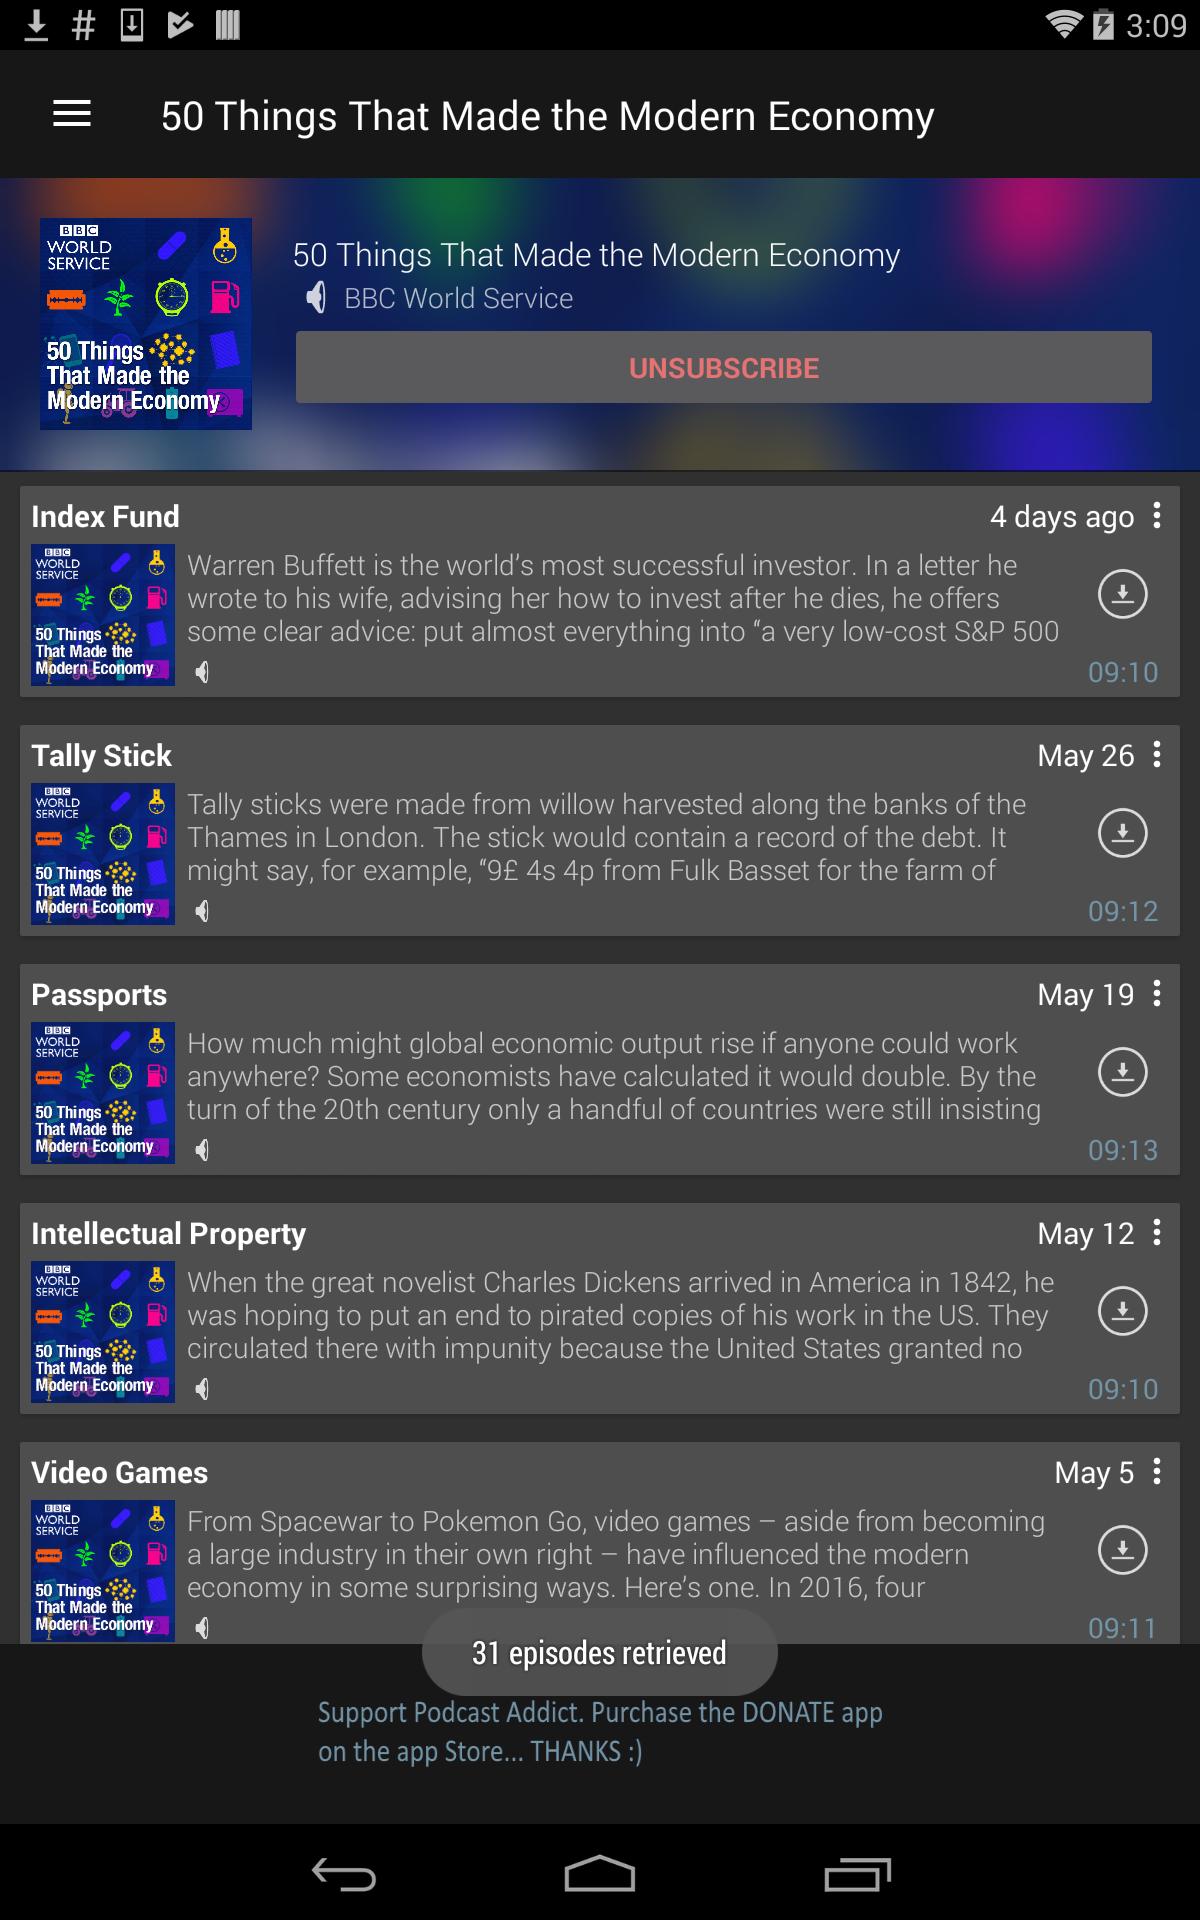 3:09
50 Things That Made the Modern Economy
BBC
WORLD
SERVICE
50 Things
That Made the
Modern Economy
50 Things That Made the Modern Economy
BBC World Service
UNSUBSCRIBE
Index Fund
4 days ago
BBC
WORLD
SERVICE
50 Things
That Made the
Modern Economy
Warren Buffett is the world’s most successful investor. In a letter he
wrote to his wife, advising her how to invest after he dies, he offers
some clear advice: put almost everything into “a very low-cost S&P 500
09:10
Tally Stick
May 26
BBC
WORLD
SERVICE
50 Things
That Made the
Modern Economy
Tally sticks were made from willow harvested along the banks of the
Thames in London. The stick would contain a record of the debt. It
might say, for example, “9£ 4s 4p from Fulk Basset for the farm of
09:12
Passports
May 19
BBC
WORLD
SERVICE
50 Things
That Made the
Modern Economy
How much might global economic output rise if anyone could work
anywhere? Some economists have calculated it would double. By the
turn of the 20th century only a handful of countries were still insisting
09:13
Intellectual Property
May 12
BBC
WORLD
SERVICE
50 Things
That Made the
Modern Economy
When the great novelist Charles Dickens arrived in America in 1842, he
was hoping to put an end to pirated copies of his work in the US. They
circulated there with impunity because the United States granted no
09:10
Video Games
May 5
BBC
WORLD
SERVICE
50 Things
That Made the
Modern Economy
From Spacewar to Pokemon Go, video games – aside from becoming
a large industry in their own right – have influenced the modern
economy in some surprising ways. Here’s one. In 2016, four
09:11
31 episodes retrieved
Support Podcast Addict. Purchase the DONATE app
on the app Store... THANKS :)